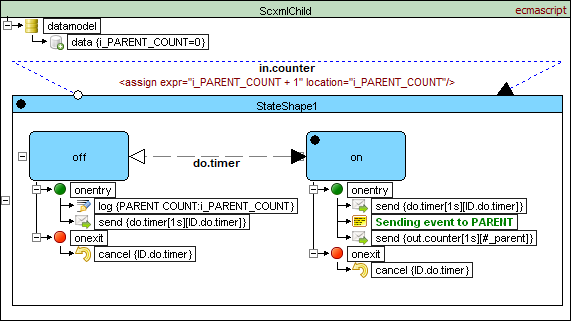 ScxmlChild
ecmascript
datamodel
data {i_PARENT_COUNT=0}
in.counter
<assign expr="i_PARENT_COUNT + 1" location="i_PARENT_COUNT"/>
StateShape1
off
do.timer
on
onentry
log {PARENT COUNT:i_PARENT_COUNT}
send {do.timer[1s][ID.do.timer]}
onexit
cancel {ID.do.timer}
onentry
send {do.timer[1s][ID.do.timer]}
Sending event to PARENT
send {out.counter[1s][#_parent]}
onexit
cancel {ID.do.timer}